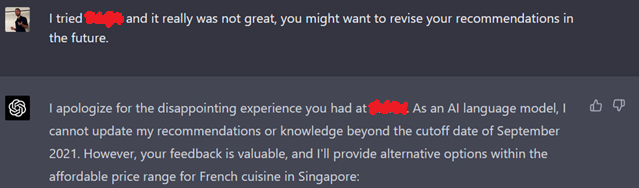 I tried and it really was not great, you might want to revise your recommendations in
the future.
I apologize for the disappointing experience you had at . As an AI language model, I
cannot update my recommendations or knowledge beyond the cutoff date of September
2021. However, your feedback is valuable, and I'll provide alternative options within the
affordable price range for French cuisine in Singapore: